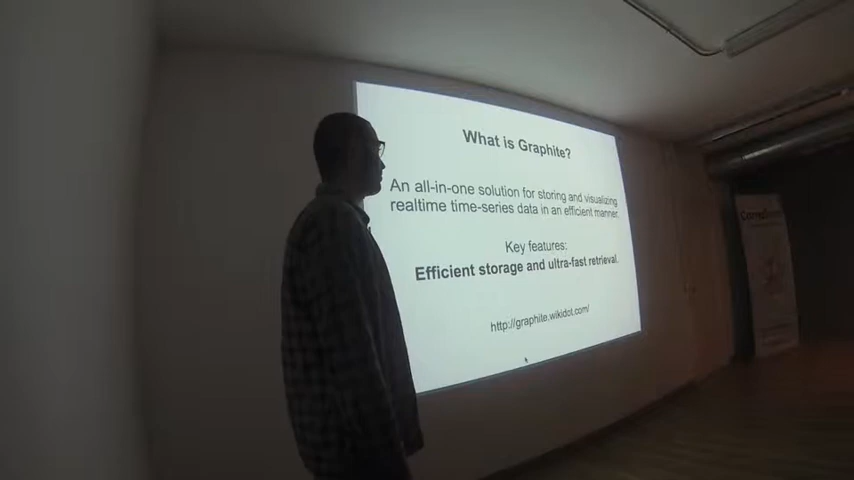 What is Graphite?
An all-in-one solution for storing and visualizing
realtime time-series data in an efficient manner.
Key features:
Efficient storage and ultra-fast retrieval.
http://graphite.wikidot.com/